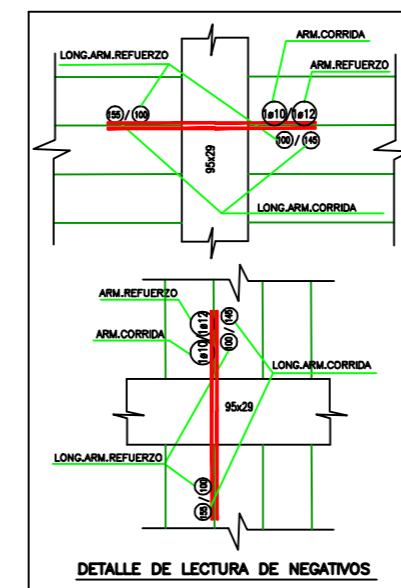 ARM.CORRIDA
LONG.ARM.REFUERZO
ARM.REFUERZO
155/100
1ø10/1ø12
100/145
95x29
LONG.ARM.CORRIDA
ARM.REFUERZO
1ø10/1ø12
100/145
ARM.CORRIDA
LONG.ARM.CORRIDA
95x29
LONG.ARM.REFUERZO
155/100
DETALLE DE LECTURA DE NEGATIVOS